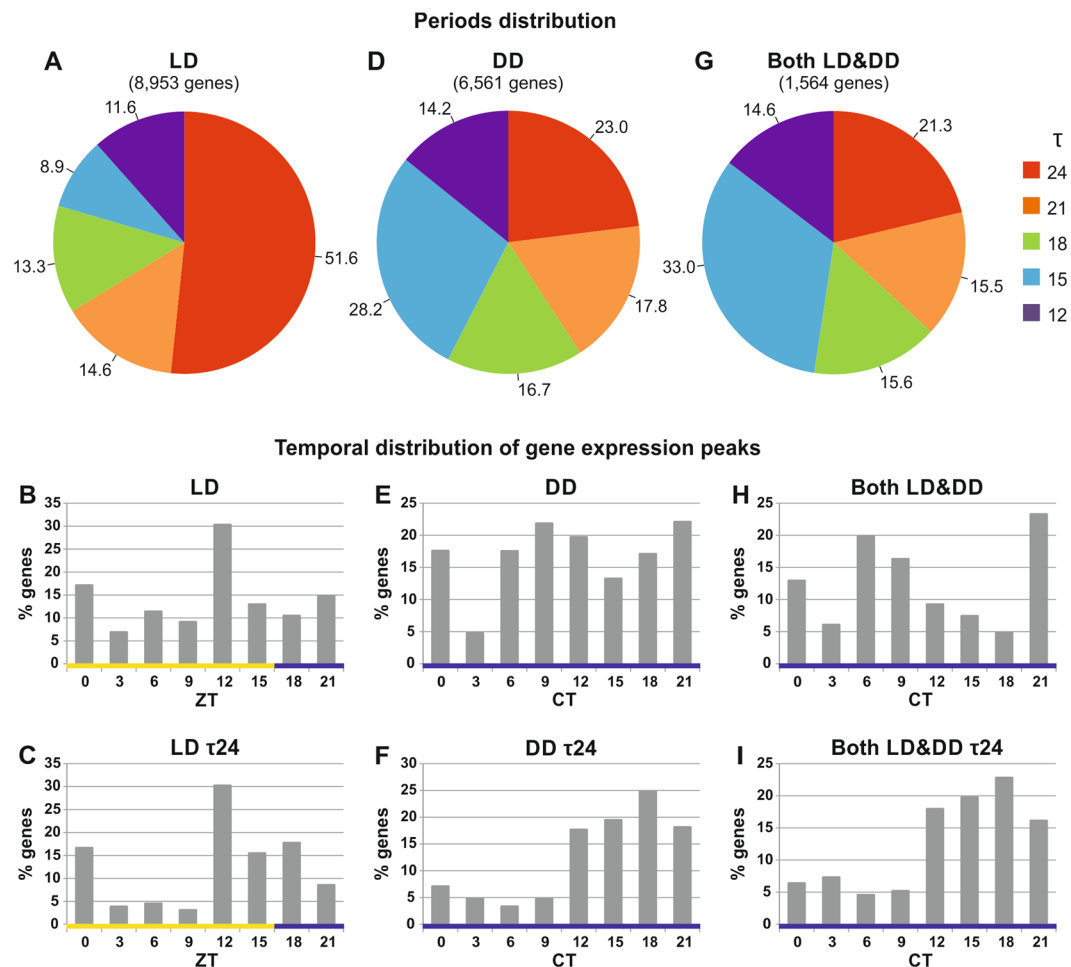 Periods distribution
A LD
(8,953 genes)
11.6
8.9
13.3
14.6
51.6
D DD
(6,561 genes)
14.2
23.0
28.2
17.8
16.7
G Both LD&DD
(1,564 genes)
14.6
21.3
33.0
15.5
15.6
τ
24
21
18
15
12
Temporal distribution of gene expression peaks
B LD
% genes
35
30
25
20
15
10
5
0
0 3 6 9 12 15 18 21
ZT
E DD
% genes
25
20
15
10
5
0
0 3 6 9 12 15 18 21
CT
H Both LD&DD
% genes
25
20
15
10
5
0
0 3 6 9 12 15 18 21
CT
C LD τ24
% genes
35
30
25
20
15
10
5
0
0 3 6 9 12 15 18 21
ZT
F DD τ24
% genes
30
25
20
15
10
5
0
0 3 6 9 12 15 18 21
CT
I Both LD&DD τ24
% genes
25
20
15
10
5
0
0 3 6 9 12 15 18 21
CT